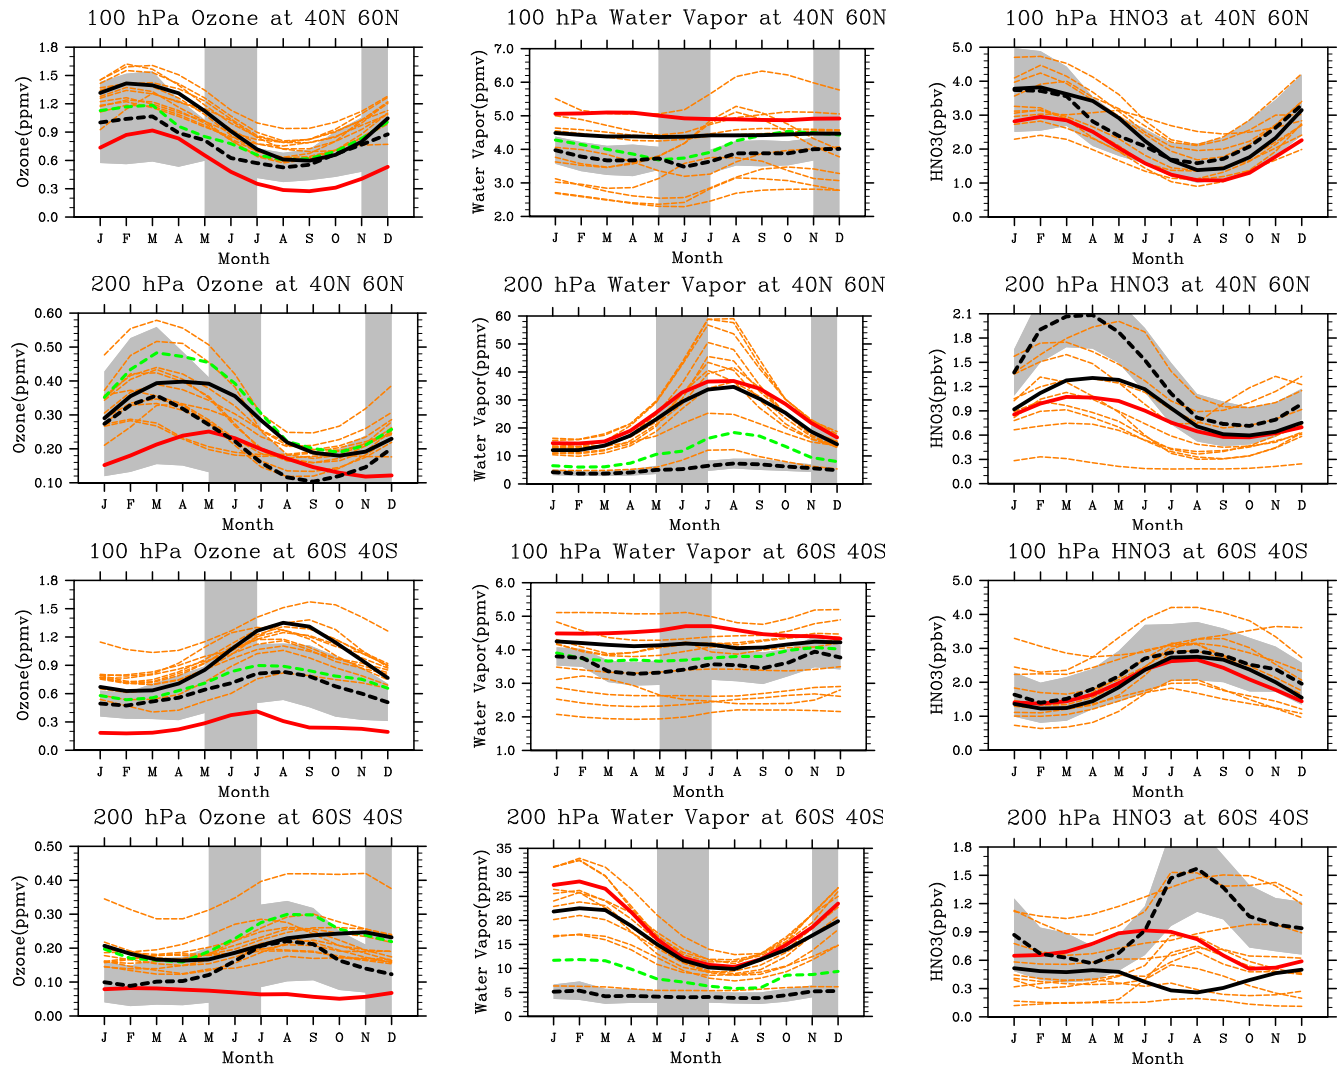 100 hPa Ozone at 40N 60N
Ozone(ppmv)
1.8
1.5
1.2
0.9
0.6
0.3
0.0
J F M A M J J A S O N D
Month
100 hPa Water Vapor at 40N 60N
Water Vapor(ppmv)
7.0
6.0
5.0
4.0
3.0
2.0
J F M A M J J A S O N D
Month
100 hPa HNO3 at 40N 60N
HNO3(ppbv)
5.0
4.0
3.0
2.0
1.0
0.0
J F M A M J J A S O N D
Month
200 hPa Ozone at 40N 60N
Ozone(ppmv)
0.60
0.50
0.40
0.30
0.20
0.10
J F M A M J J A S O N D
Month
200 hPa Water Vapor at 40N 60N
Water Vapor(ppmv)
60
50
40
30
20
10
0
J F M A M J J A S O N D
Month
200 hPa HNO3 at 40N 60N
HNO3(ppbv)
2.1
1.8
1.5
1.2
0.9
0.6
0.3
0.0
J F M A M J J A S O N D
Month
100 hPa Ozone at 60S 40S
Ozone(ppmv)
1.8
1.5
1.2
0.9
0.6
0.3
0.0
J F M A M J J A S O N D
Month
100 hPa Water Vapor at 60S 40S
Water Vapor(ppmv)
6.0
5.0
4.0
3.0
2.0
1.0
J F M A M J J A S O N D
Month
100 hPa HNO3 at 60S 40S
HNO3(ppbv)
5.0
4.0
3.0
2.0
1.0
0.0
J F M A M J J A S O N D
Month
200 hPa Ozone at 60S 40S
Ozone(ppmv)
0.50
0.40
0.30
0.20
0.10
0.00
J F M A M J J A S O N D
Month
200 hPa Water Vapor at 60S 40S
Water Vapor(ppmv)
35
30
25
20
15
10
5
0
J F M A M J J A S O N D
Month
200 hPa HNO3 at 60S 40S
HNO3(ppbv)
1.8
1.5
1.2
0.9
0.6
0.3
0.0
J F M A M J J A S O N D
Month